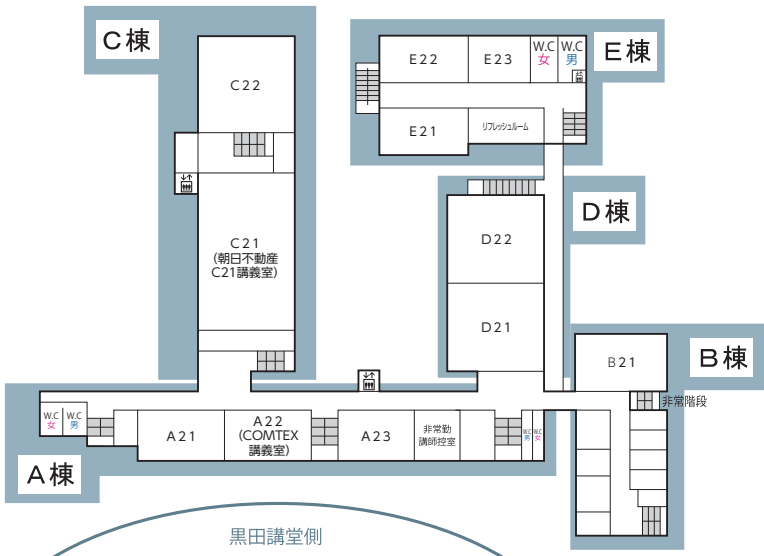 C棟
E棟
C22
E22
E23
W.C
女
W.C
男
E21
リフレッシュルーム
D棟
C21
(朝日不動産
C21講義室)
D22
D21
B棟
B21
非常階段
W.C
女
W.C
男
A21
A22
(COMTEX
講義室)
A23
非常勤
講師控室
W.C
男
W.C
女
A棟
黒田講堂側